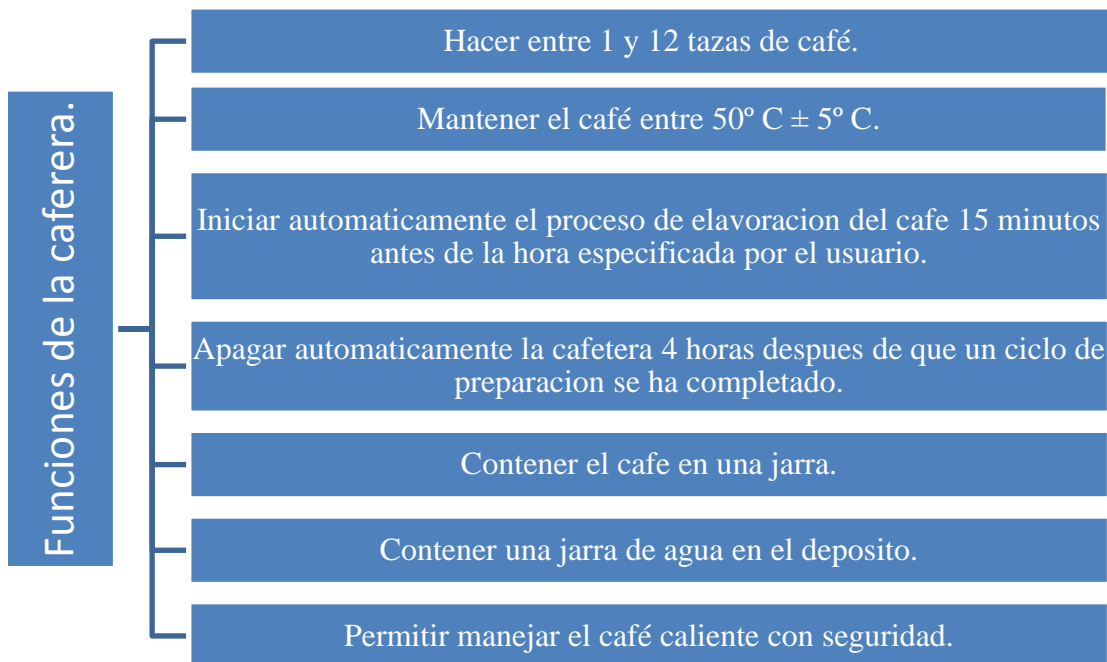 Funciones de la caferera.
Hacer entre 1 y 12 tazas de café.
Mantener el café entre 50º C ± 5º C.
Iniciar automaticamente el proceso de elavoracion del cafe 15 minutos
antes de la hora especificada por el usuario.
Apagar automaticamente la cafetera 4 horas despues de que un ciclo de
preparacion se ha completado.
Contener el cafe en una jarra.
Contener una jarra de agua en el deposito.
Permitir manejar el café caliente con seguridad.